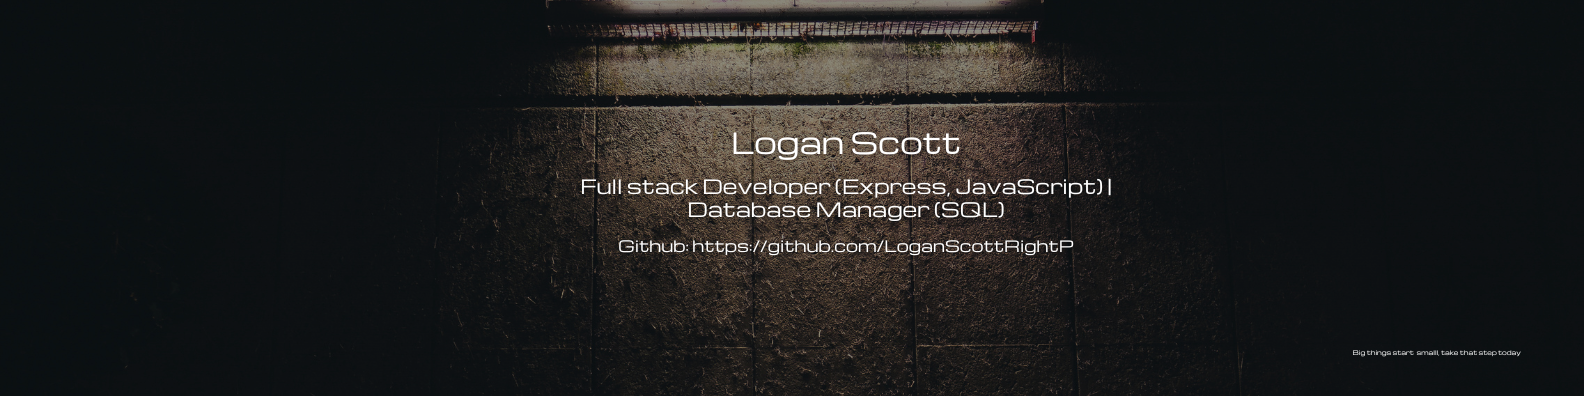 Logan Scott
Full stack Developer (Express, JavaScript) |
Database Manager (SQL)
Github: https://github.com/LoganScottRightP
Big things start smalll, take that step today